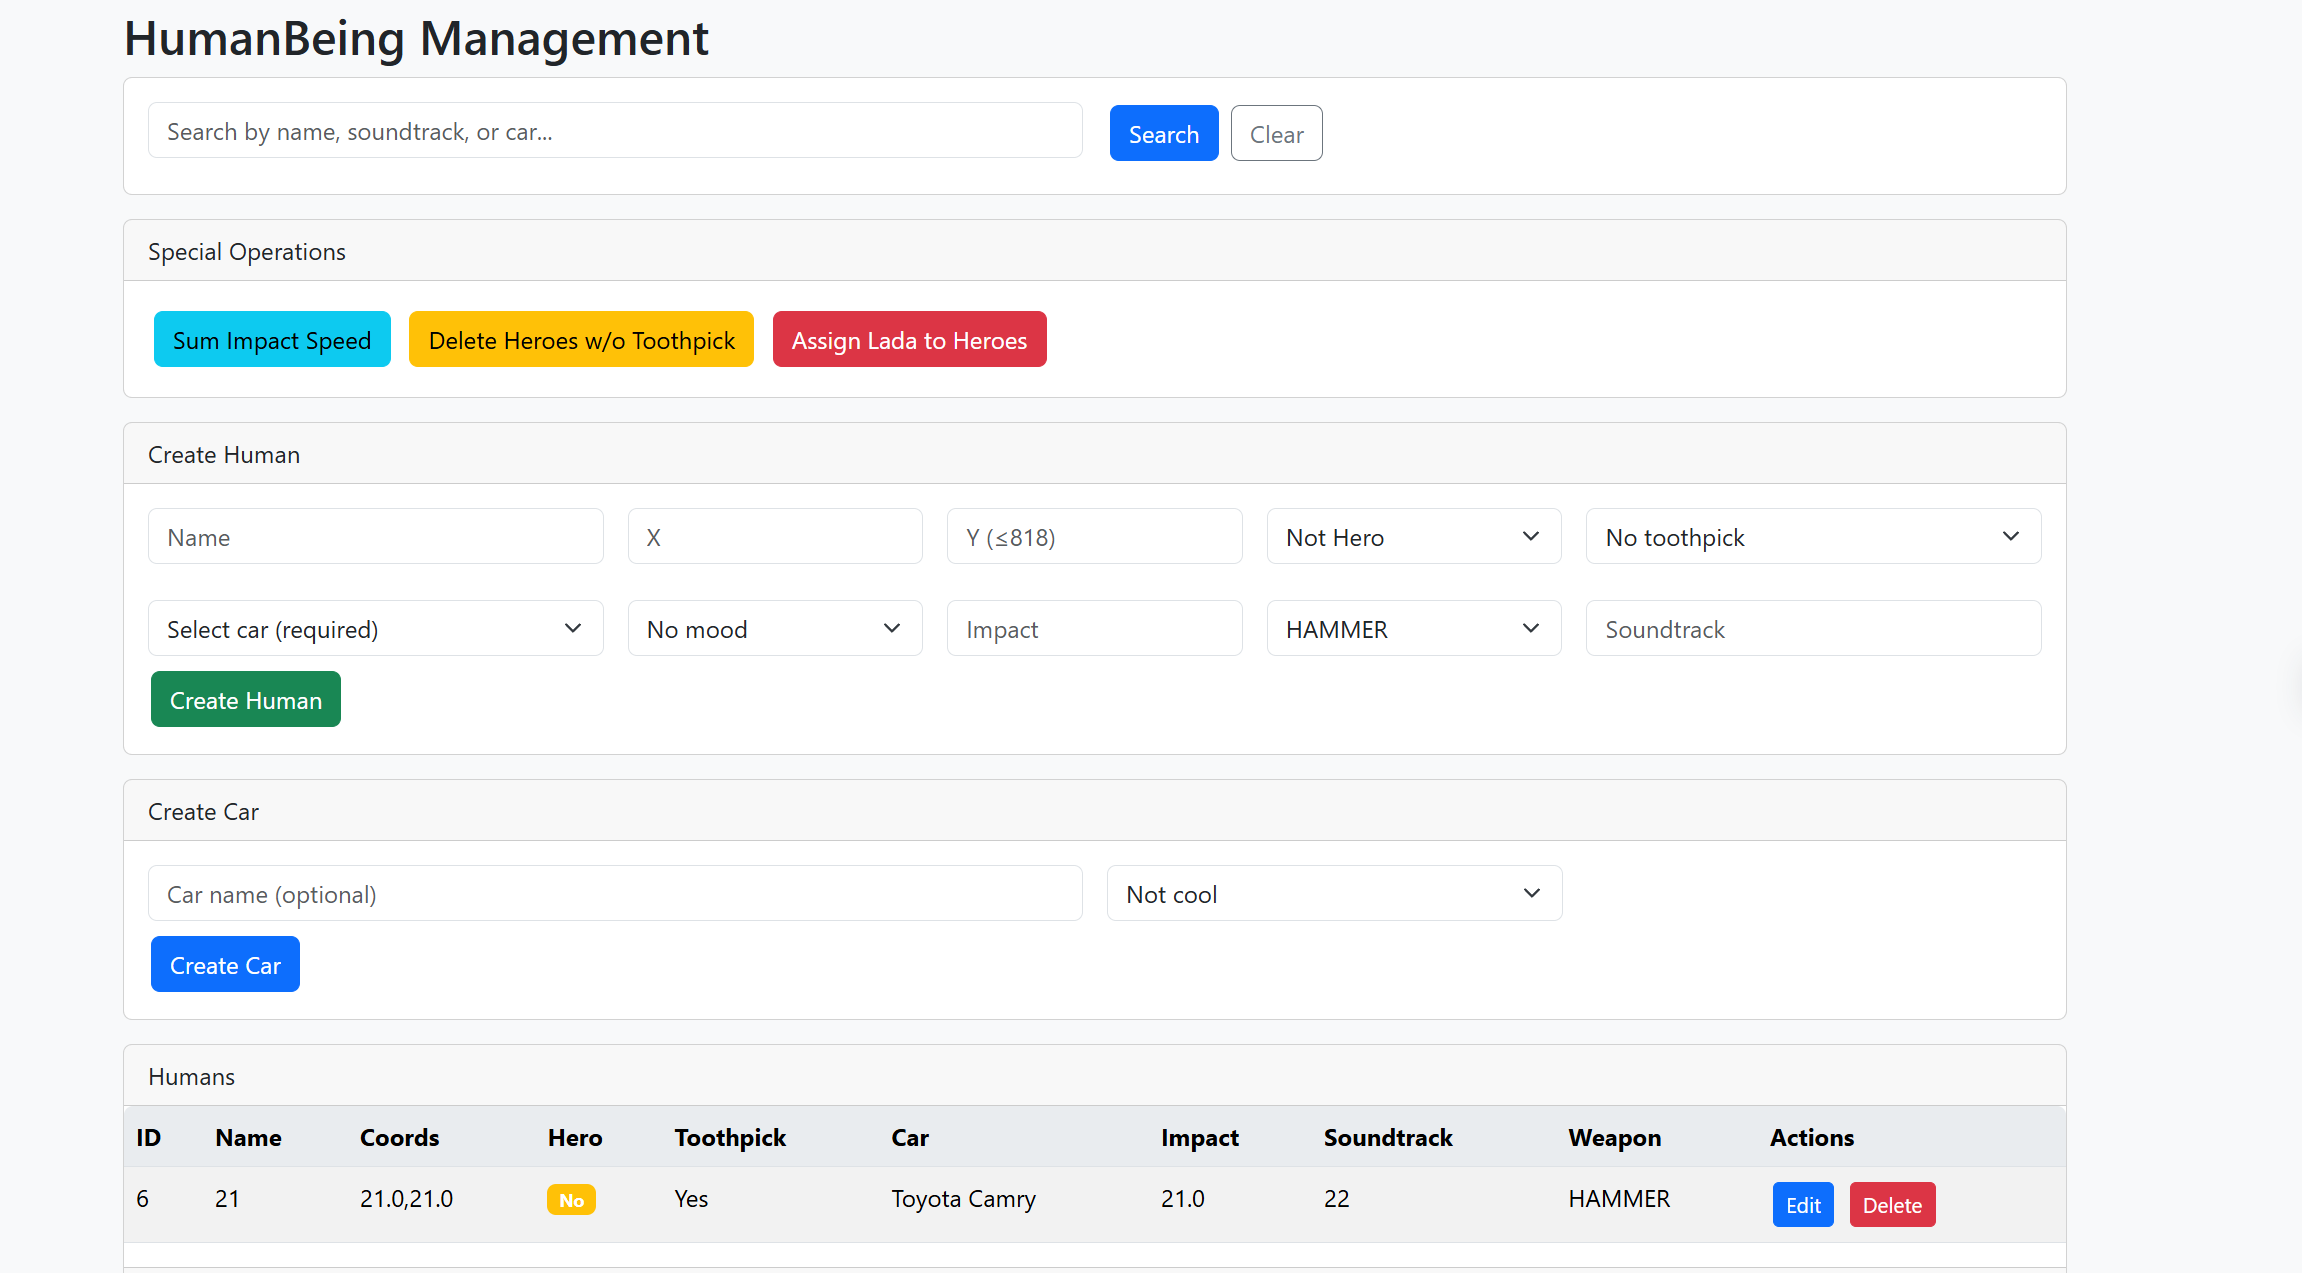 HumanBeing Management
Search by name, soundtrack, or car...
Search
Clear
Special Operations
Sum Impact Speed
Delete Heroes w/o Toothpick
Assign Lada to Heroes
Create Human
Name
X
Y (≤818)
Not Hero
No toothpick
Select car (required)
No mood
Impact
HAMMER
Soundtrack
Create Human
Create Car
Car name (optional)
Not cool
Create Car
Humans
ID Name Coords Hero Toothpick Car Impact Soundtrack Weapon Actions
6 21 21.0,21.0 No Yes Toyota Camry 21.0 22 HAMMER Edit Delete